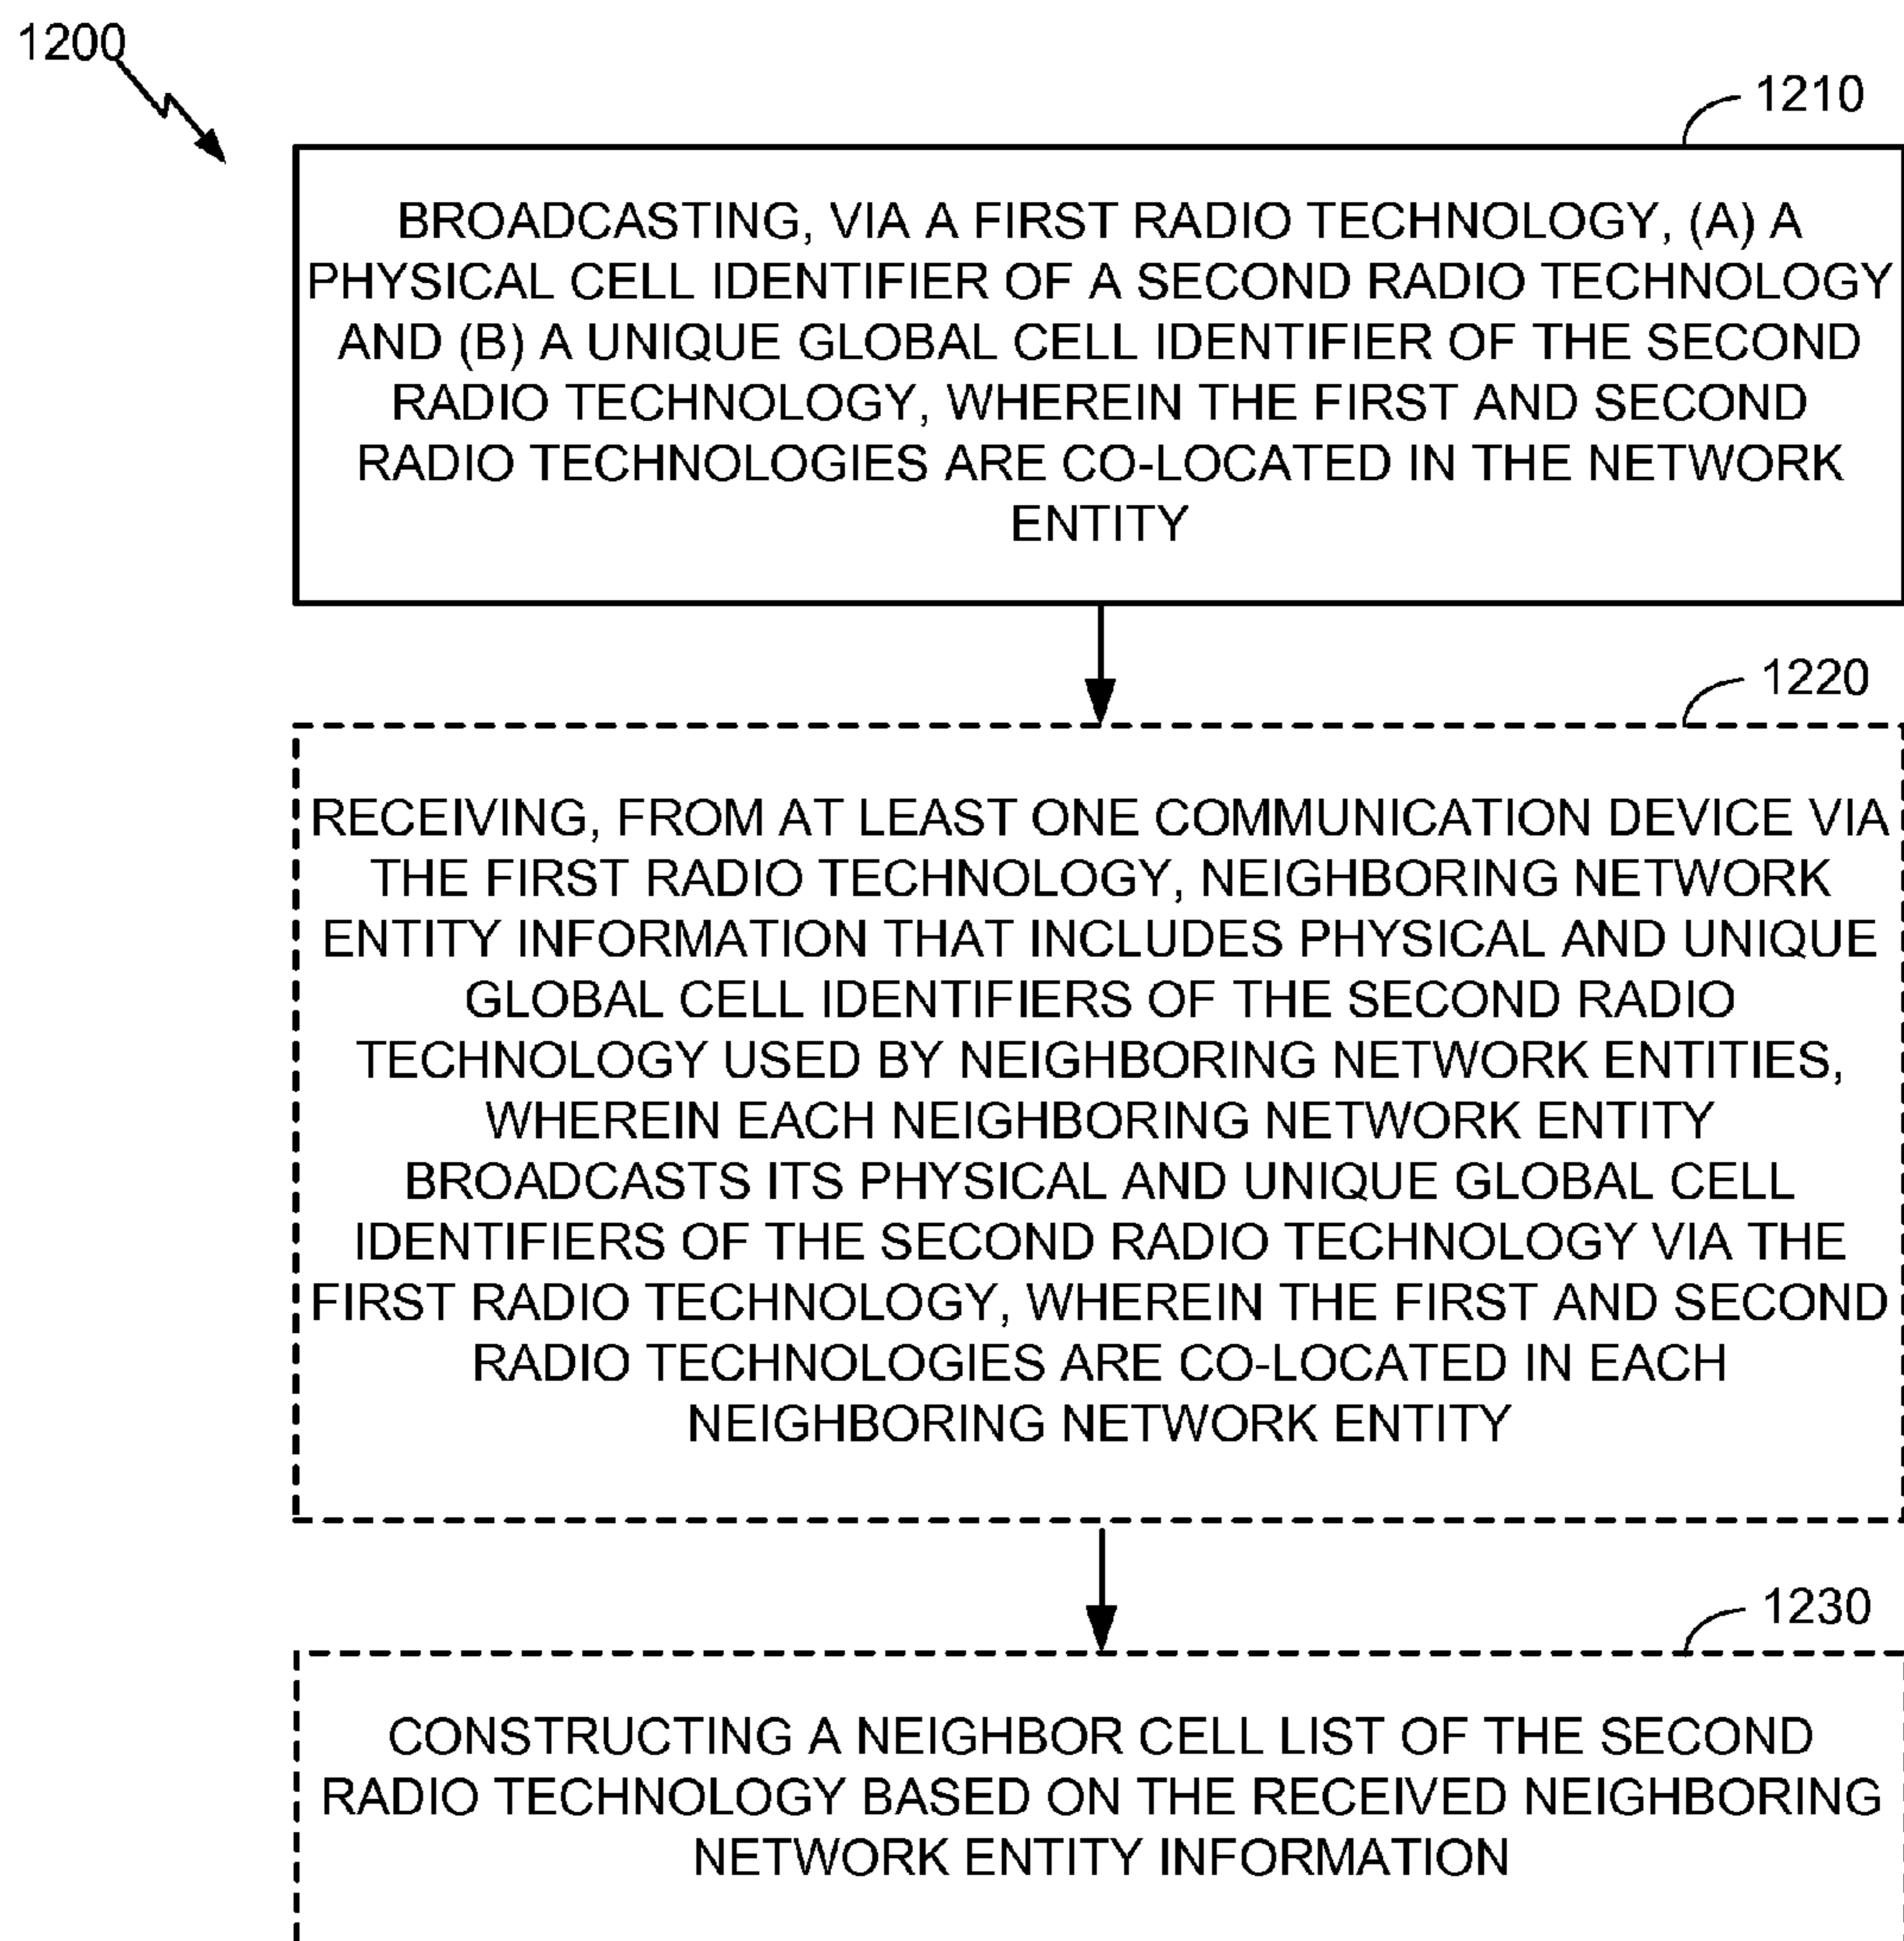 1200
1210
BROADCASTING, VIA A FIRST RADIO TECHNOLOGY, (A) A
PHYSICAL CELL IDENTIFIER OF A SECOND RADIO TECHNOLOGY
AND (B) A UNIQUE GLOBAL CELL IDENTIFIER OF THE SECOND
RADIO TECHNOLOGY, WHEREIN THE FIRST AND SECOND
RADIO TECHNOLOGIES ARE CO-LOCATED IN THE NETWORK
ENTITY
1220
RECEIVING, FROM AT LEAST ONE COMMUNICATION DEVICE VIA
THE FIRST RADIO TECHNOLOGY, NEIGHBORING NETWORK
ENTITY INFORMATION THAT INCLUDES PHYSICAL AND UNIQUE
GLOBAL CELL IDENTIFIERS OF THE SECOND RADIO
TECHNOLOGY USED BY NEIGHBORING NETWORK ENTITIES,
WHEREIN EACH NEIGHBORING NETWORK ENTITY
BROADCASTS ITS PHYSICAL AND UNIQUE GLOBAL CELL
IDENTIFIERS OF THE SECOND RADIO TECHNOLOGY VIA THE
FIRST RADIO TECHNOLOGY, WHEREIN THE FIRST AND SECOND
RADIO TECHNOLOGIES ARE CO-LOCATED IN EACH
NEIGHBORING NETWORK ENTITY
1230
CONSTRUCTING A NEIGHBOR CELL LIST OF THE SECOND
RADIO TECHNOLOGY BASED ON THE RECEIVED NEIGHBORING
NETWORK ENTITY INFORMATION